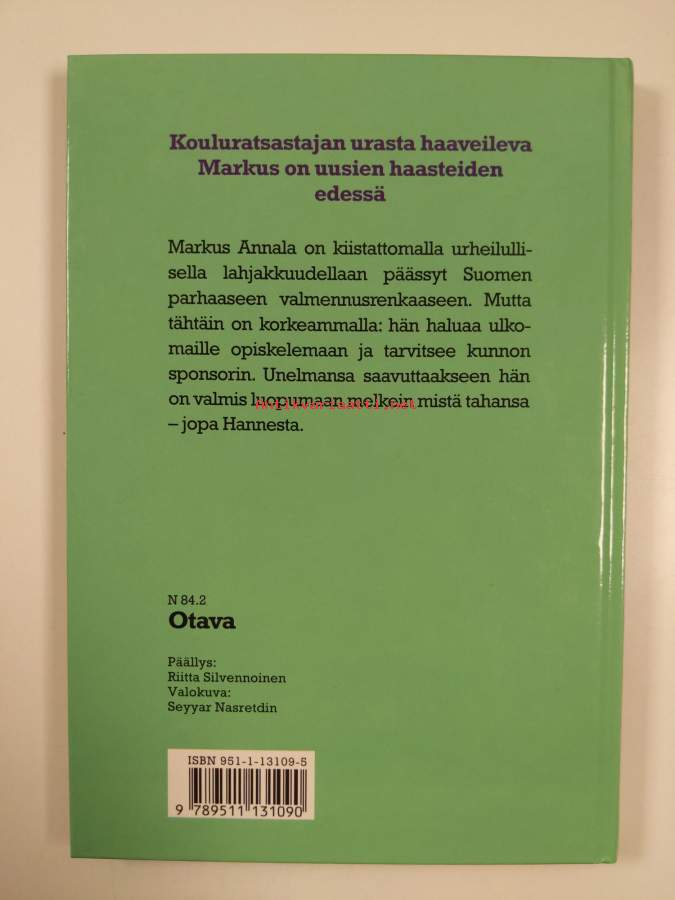 Kouluratsastajan urasta haaveileva
Markus on uusien haasteiden
edessä
Markus Annala on kiistattomalla urheilulli-
sella lahjakkuudellaan päässyt Suomen
parhaaseen valmennusrenkaaseen. Mutta
tähtäin on korkeammalla: hän haluaa ulko-
maille opiskelemaan ja tarvitsee kunnon
sponsorin. Unelmansa saavuttaakseen hän
on valmis luopumaan melkein mistä tahansa
antikvariaatti.net
– jopa Hannesta.
N 84.2
Otava
Päällys:
Riitta Silvennoinen
Valokuva:
Seyyar Nasretdin
ISBN 951-1-13109-5
9 789511 131090